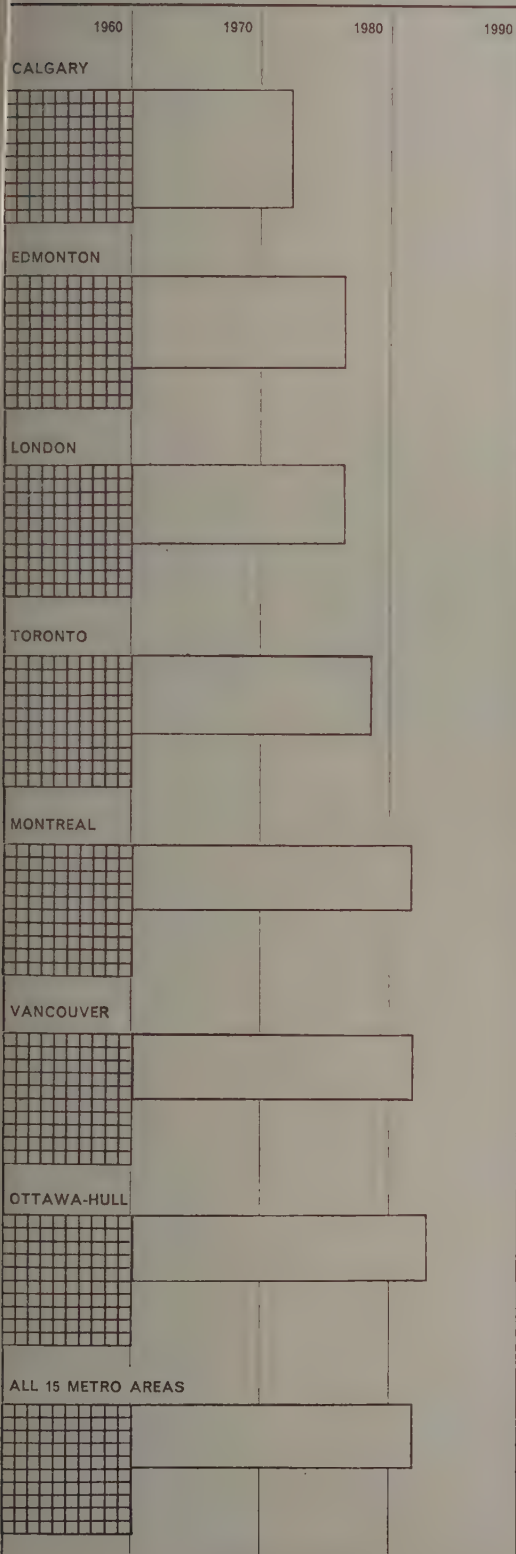 1960 1970 1980 1990
CALGARY
EDMONTON
LONDON
TORONTO
MONTREAL
VANCOUVER
OTTAWA-HULL
ALL 15 METRO AREAS